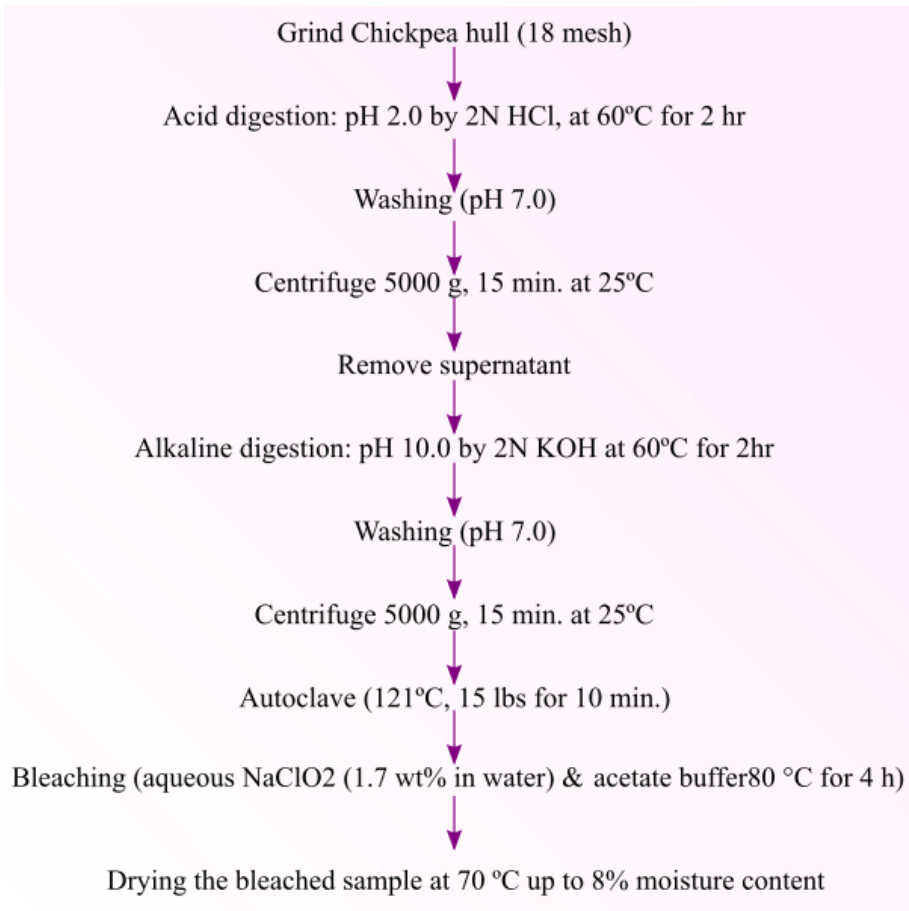 Grind Chickpea hull (18 mesh)
Acid digestion: pH 2.0 by 2N HCl, at 60ºC for 2 hr
Washing (pH 7.0)
Centrifuge 5000 g, 15 min. at 25ºC
Remove supernatant
Alkaline digestion: pH 10.0 by 2N KOH at 60ºC for 2hr
Washing (pH 7.0)
Centrifuge 5000 g, 15 min. at 25ºC
Autoclave (121ºC, 15 lbs for 10 min.)
Bleaching (aqueous NaClO2 (1.7 wt% in water) & acetate buffer80 °C for 4 h)
Drying the bleached sample at 70 ºC up to 8% moisture content